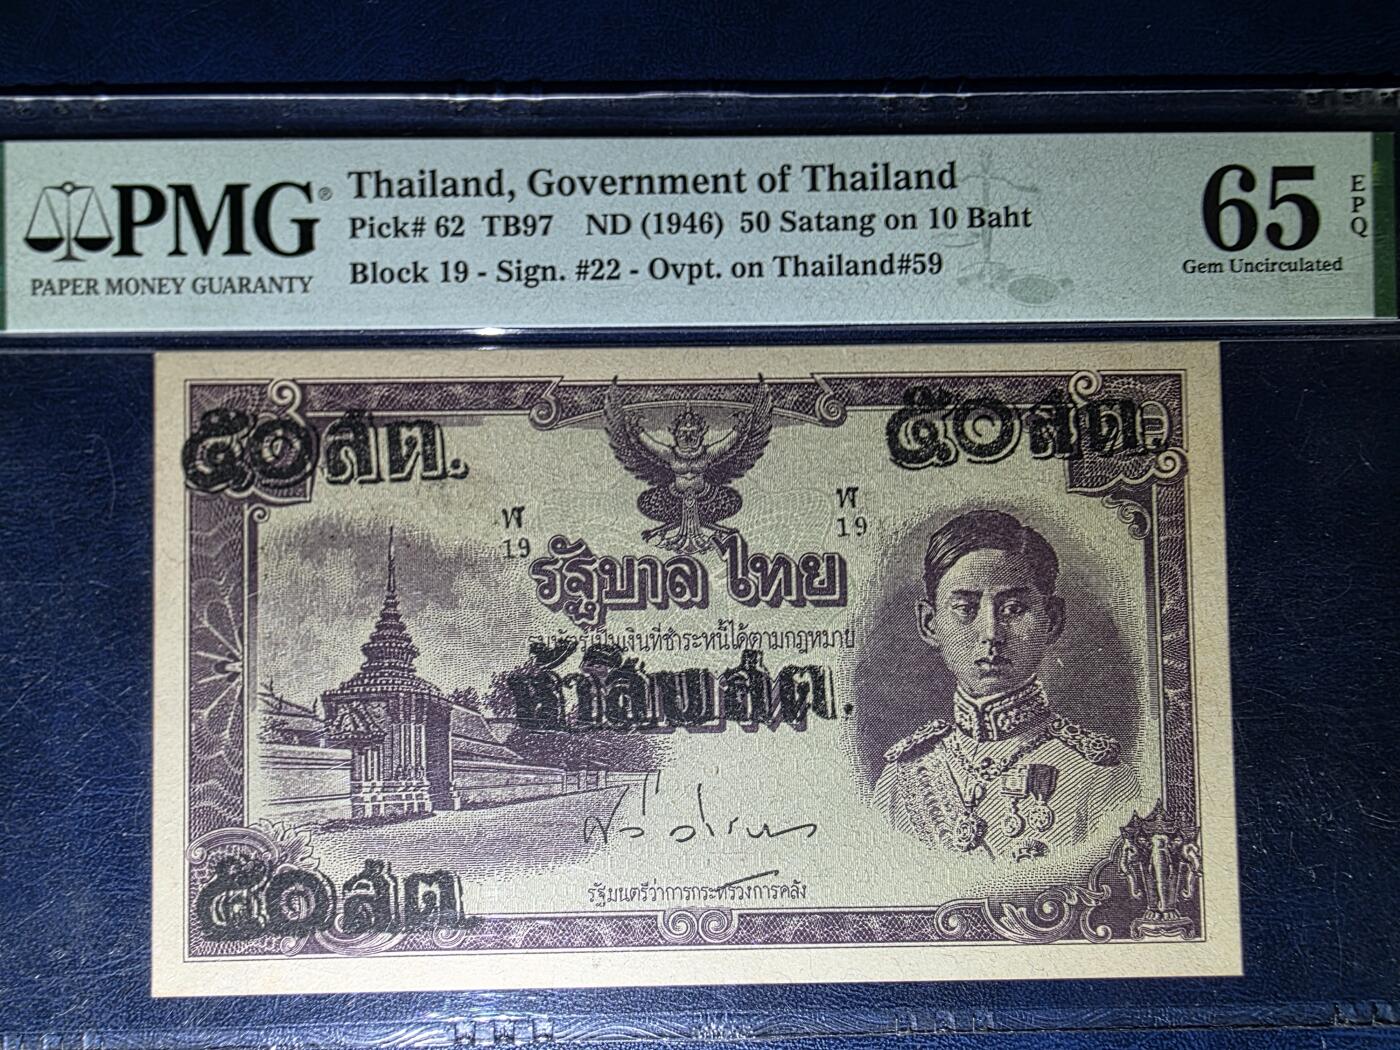 PMG®
PAPER MONEY GUARANTY
Thailand, Government of Thailand
Pick# 62 TB97 ND (1946) 50 Satang on 10 Baht
Block 19 - Sign. #22 - Ovpt. on Thailand#59
65
EPQ
Gem Uncirculated
๕๐สต.
๕๐สต.
พ
19
พ
19
รัฐบาลไทย
ธนบัตร์เป็นเงินที่ชำระหนี้ได้ตามกฎหมาย
ห้าสิบสต.
รัฐมนตรีว่าการกระทรวงการคลัง
๕๐สต.